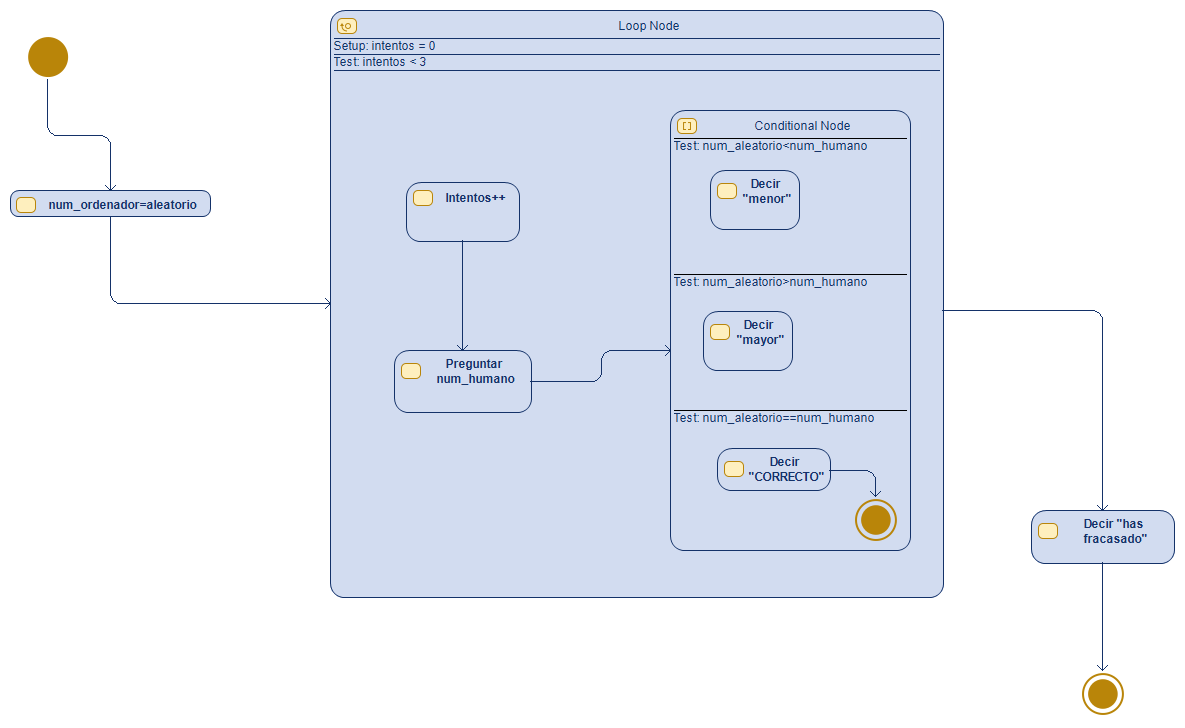 Loop Node
Setup: intentos = 0
Test: intentos < 3
num_ordenador=aleatorio
Intentos++
Preguntar
num_humano
Conditional Node
Test: num_aleatorio<num_humano
Decir
"menor"
Test: num_aleatorio>num_humano
Decir
"mayor"
Test: num_aleatorio==num_humano
Decir
"CORRECTO"
Decir "has
fracasado"